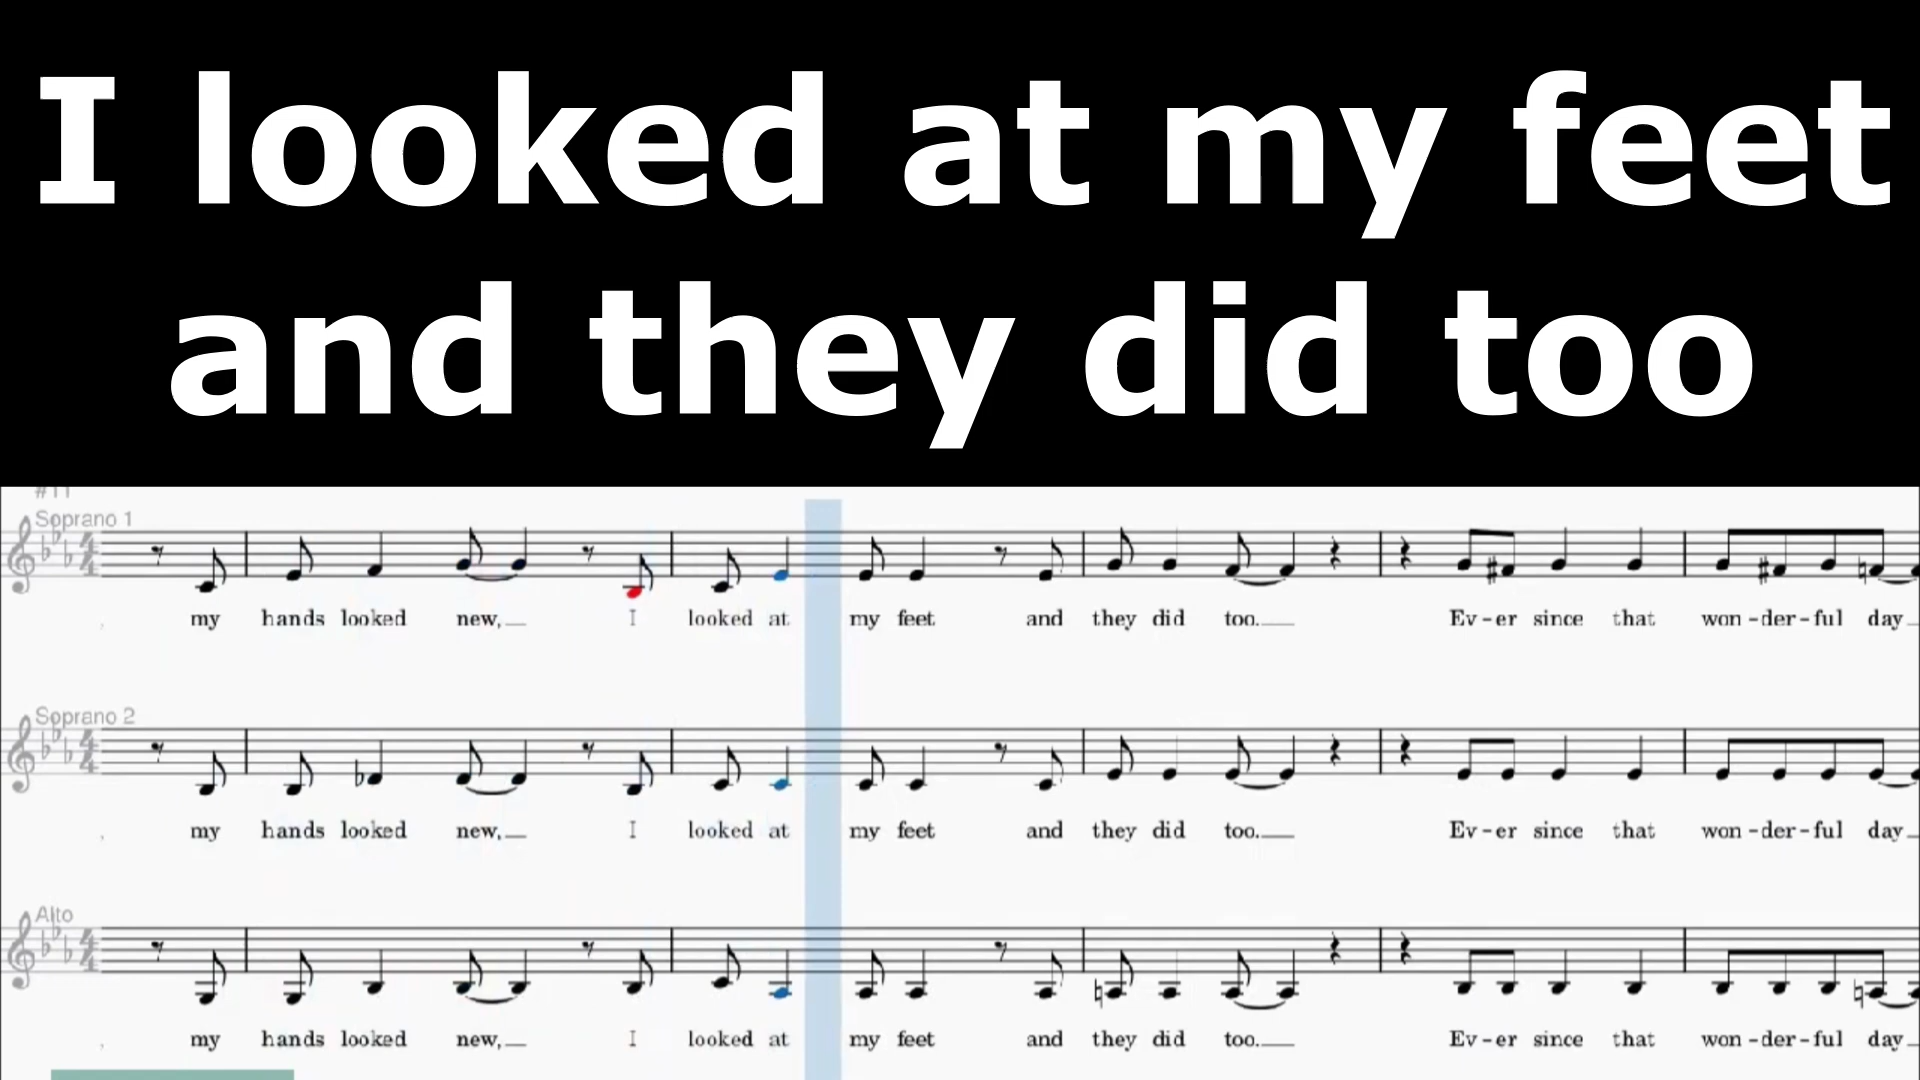 I looked at my feet
and they did too
#11
Soprano 1
my hands looked new, I looked at my feet and they did too. Ev-er since that won-der-ful day
Soprano 2
my hands looked new, I looked at my feet and they did too. Ev-er since that won-der-ful day
Alto
my hands looked new, I looked at my feet and they did too. Ev-er since that won-der-ful day